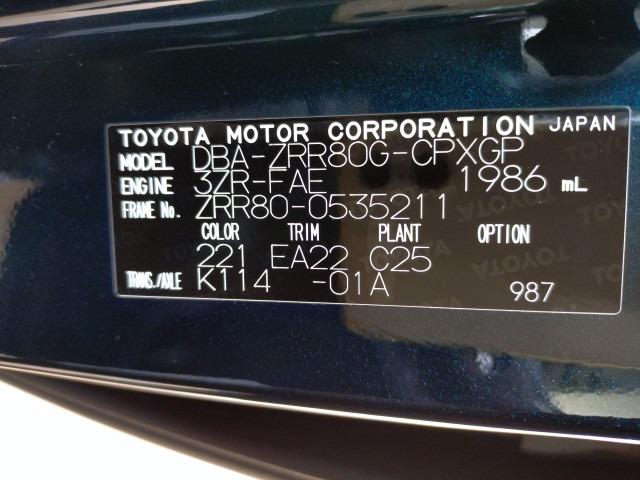 TOYOTA MOTOR CORPORATION JAPAN
MODEL DBA-ZRR80G-CPXGP
ENGINE 3ZR-FAE 1986 mL
FRAME No. ZRR80-0535211
COLOR TRIM PLANT OPTION
221 EA22 C25
TRANS./AXLE K114 -01A 987